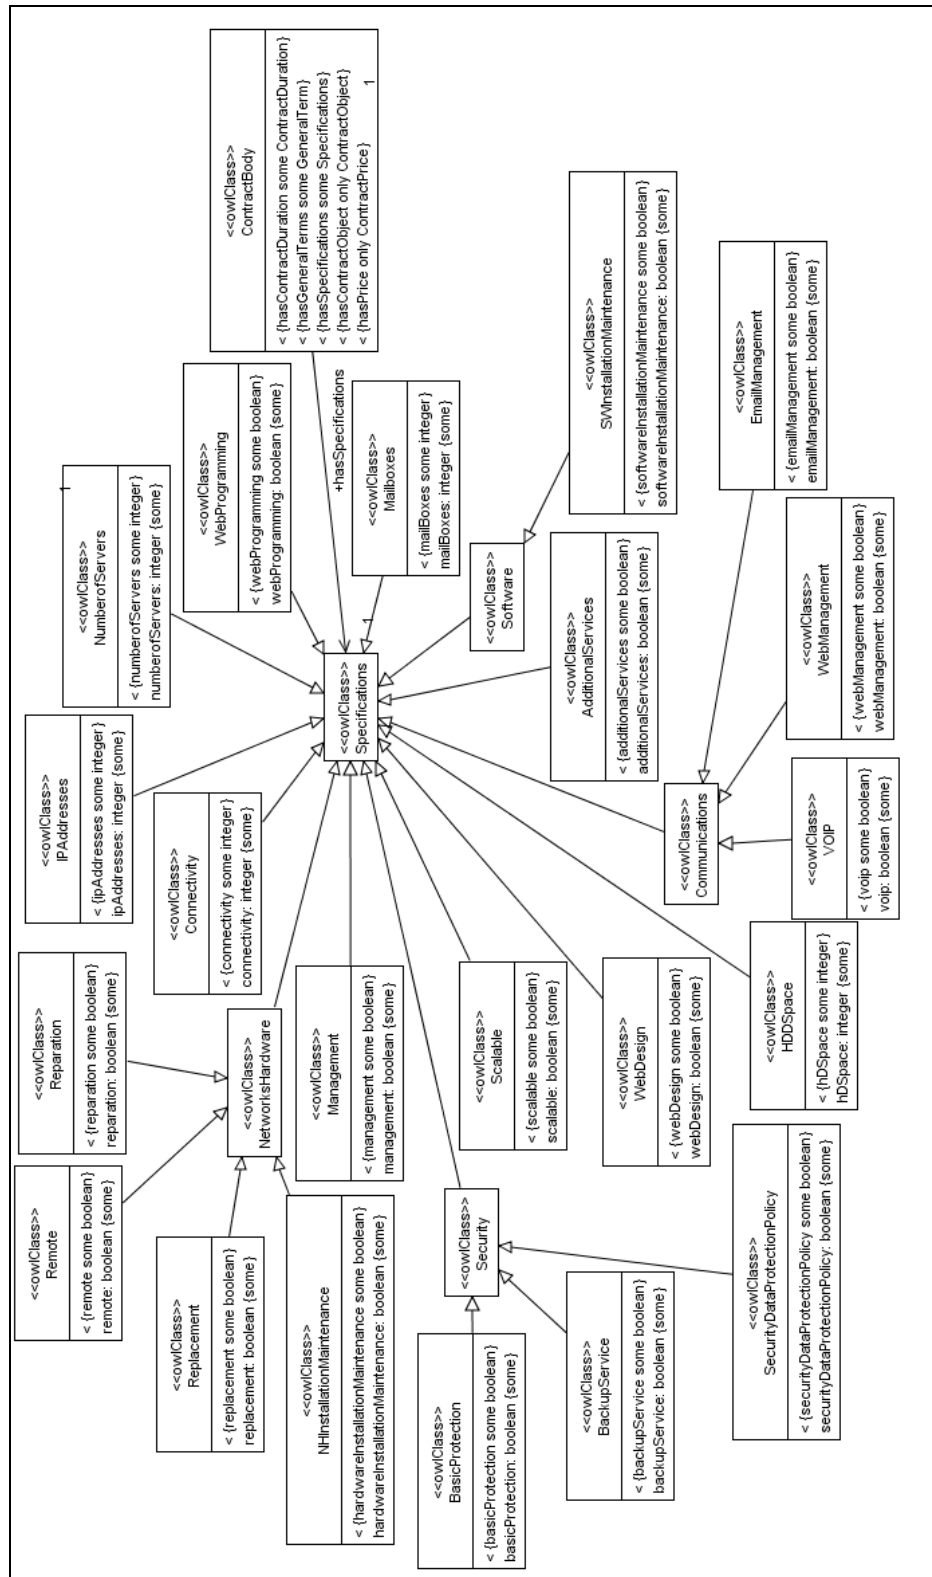 <<owlClass>>
Remote
< {remote some boolean}
remote: boolean {some}
<<owlClass>>
Reparation
< {reparation some boolean}
reparation: boolean {some}
<<owlClass>>
IPAddresses
< {ipAddresses some integer}
ipAddresses: integer {some}
1
<<owlClass>>
NumberofServers
< {numberofServers some integer}
numberofServers: integer {some}
<<owlClass>>
Replacement
< {replacement some boolean}
replacement: boolean {some}
<<owlClass>>
Connectivity
< {connectivity some integer}
connectivity: integer {some}
<<owlClass>>
WebProgramming
< {webProgramming some boolean}
webProgramming: boolean {some}
<<owlClass>>
ContractBody
< {hasContractDuration some ContractDuration}
< {hasGeneralTerms some GeneralTerm}
< {hasSpecifications some Specifications}
< {hasContractObject only ContractObject}
< {hasPrice only ContractPrice}
1
<<owlClass>>
NetworksHardware
<<owlClass>>
NHInstallationMaintenance
< {hardwareInstallationMaintenance some boolean}
hardwareInstallationMaintenance: boolean {some}
<<owlClass>>
Management
< {management some boolean}
management: boolean {some}
<<owlClass>>
Specifications
+hasSpecifications
1
<<owlClass>>
Mailboxes
< {mailBoxes some integer}
mailBoxes: integer {some}
<<owlClass>>
BasicProtection
< {basicProtection some boolean}
basicProtection: boolean {some}
<<owlClass>>
Security
<<owlClass>>
Scalable
< {scalable some boolean}
scalable: boolean {some}
<<owlClass>>
Software
<<owlClass>>
AdditionalServices
< {additionalServices some boolean}
additionalServices: boolean {some}
<<owlClass>>
SWInstallationMaintenance
< {softwareInstallationMaintenance some boolean}
softwareInstallationMaintenance: boolean {some}
<<owlClass>>
BackupService
< {backupService some boolean}
backupService: boolean {some}
<<owlClass>>
WebDesign
< {webDesign some boolean}
webDesign: boolean {some}
<<owlClass>>
Communications
<<owlClass>>
EmailManagement
< {emailManagement some boolean}
emailManagement: boolean {some}
<<owlClass>>
SecurityDataProtectionPolicy
< {securityDataProtectionPolicy some boolean}
securityDataProtectionPolicy: boolean {some}
<<owlClass>>
HDDSpace
< {hDSpace some integer}
hDSpace: integer {some}
<<owlClass>>
VOIP
< {voip some boolean}
voip: boolean {some}
<<owlClass>>
WebManagement
< {webManagement some boolean}
webManagement: boolean {some}